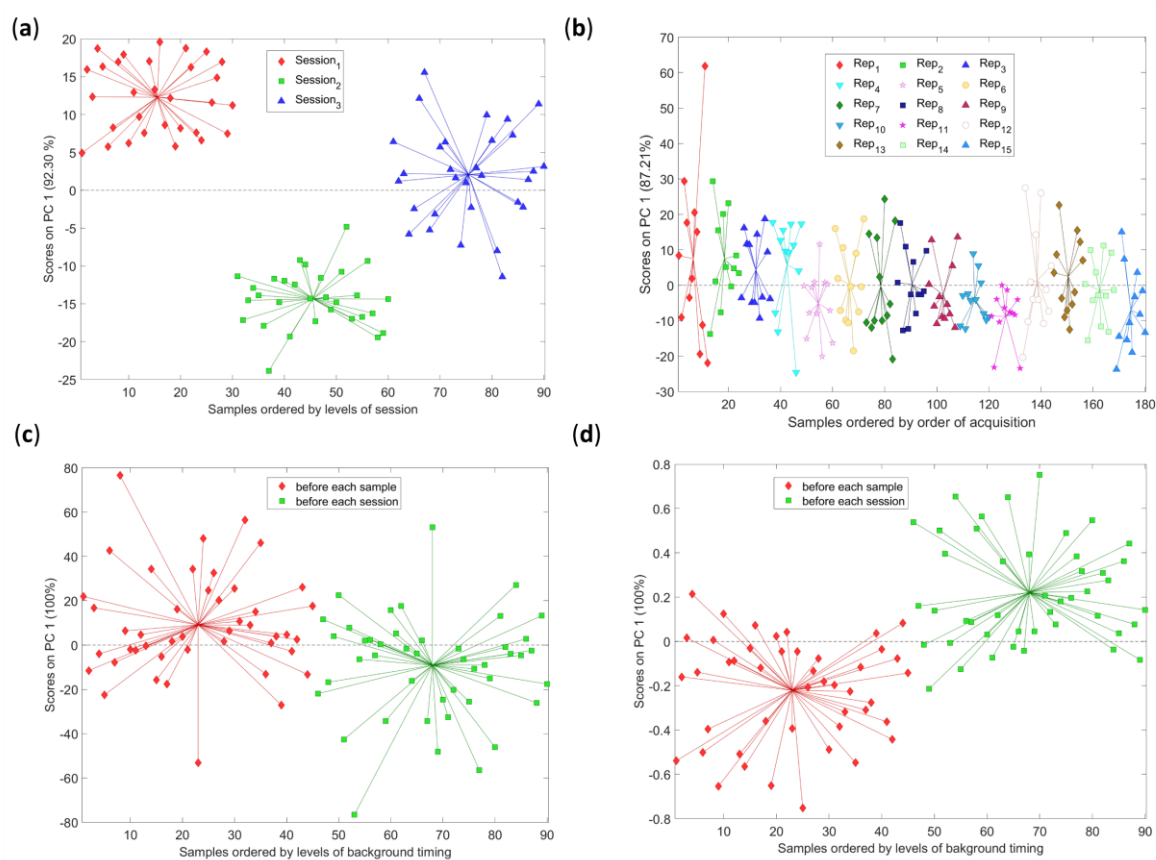 (a)
20
15
10
5
0
-5
-10
-15
-20
-25
Scores on PC 1 (92.30 %)
Session1
Session2
Session3
0 10 20 30 40 50 60 70 80 90
Samples ordered by levels of session
(b)
70
60
50
40
30
20
10
0
-10
-20
-30
Scores on PC 1 (87.21%)
Rep1 Rep2 Rep3
Rep4 Rep5 Rep6
Rep7 Rep8 Rep9
Rep10 Rep11 Rep12
Rep13 Rep14 Rep15
20 40 60 80 100 120 140 160 180
Samples ordered by order of acquisition
(c)
80
60
40
20
0
-20
-40
-60
-80
Scores on PC 1 (100%)
before each sample
before each session
10 20 30 40 50 60 70 80 90
Samples ordered by levels of bakground timing
(d)
0.8
0.6
0.4
0.2
0
-0.2
-0.4
-0.6
-0.8
Scores on PC 1 (100%)
before each sample
before each session
10 20 30 40 50 60 70 80 90
Samples ordered by levels of background timing